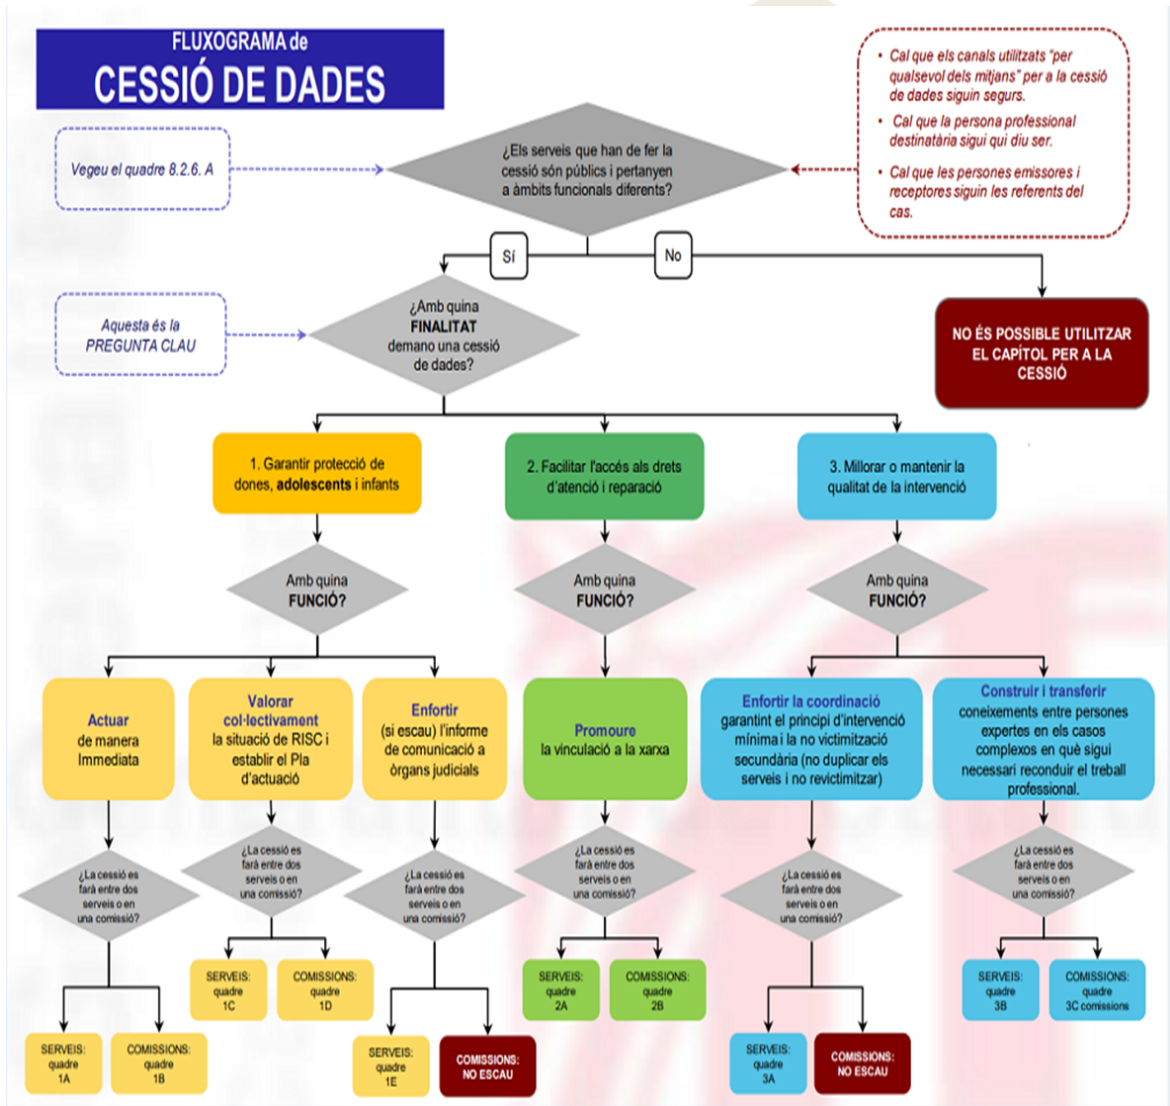 FLUXOGRAMA de
CESSIÓ DE DADES
• Cal que els canals utilitzats “per
qualsevol dels mitjans” per a la cessió
de dades siguin segurs.
• Cal que la persona professional
destinatària sigui qui diu ser.
• Cal que les persones emissores i
receptores siguin les referents del
cas.
Vegeu el quadre 8.2.6. A
¿Els serveis que han de fer la
cessió són públics i pertanyen
a àmbits funcionals diferents?
Sí
No
Aquesta és la
PREGUNTA CLAU
¿Amb quina
FINALITAT
demano una cessió
de dades?
NO ÉS POSSIBLE UTILITZAR
EL CAPÍTOL PER A LA
CESSIÓ
1. Garantir protecció de
dones, adolescents i infants
2. Facilitar l'accés als drets
d'atenció i reparació
3. Millorar o mantenir la
qualitat de la intervenció
Amb quina
FUNCIÓ?
Amb quina
FUNCIÓ?
Amb quina
FUNCIÓ?
Actuar
de manera
Immediata
Valorar
col·lectivament
la situació de RISC i
establir el Pla
d'actuació
Enfortir
(si escau) l'informe
de comunicació a
òrgans judicials
Promoure
la vinculació a la xarxa
Enfortir la coordinació
garantint el principi d'intervenció
mínima i la no victimització
secundària (no duplicar els
serveis i no revictimitzar)
Construir i transferir
coneixements entre persones
expertes en els casos
complexos en què sigui
necessari reconduir el treball
professional.
¿La cessió es
farà entre dos
serveis o en
una comissió?
¿La cessió es
farà entre dos
serveis o en
una comissió?
¿La cessió es
farà entre dos
serveis o en
una comissió?
¿La cessió es
farà entre dos
serveis o en
una comissió?
¿La cessió es
farà entre dos
serveis o en
una comissió?
¿La cessió es
farà entre dos
serveis o en
una comissió?
SERVEIS:
quadre
1A
COMISSIONS:
quadre
1B
SERVEIS:
quadre
1C
COMISSIONS:
quadre
1D
SERVEIS:
quadre
1E
COMISSIONS:
NO ESCAU
SERVEIS:
quadre
2A
COMISSIONS:
quadre
2B
SERVEIS:
quadre
3A
COMISSIONS:
NO ESCAU
SERVEIS:
quadre
3B
COMISSIONS:
quadre
3C comissions